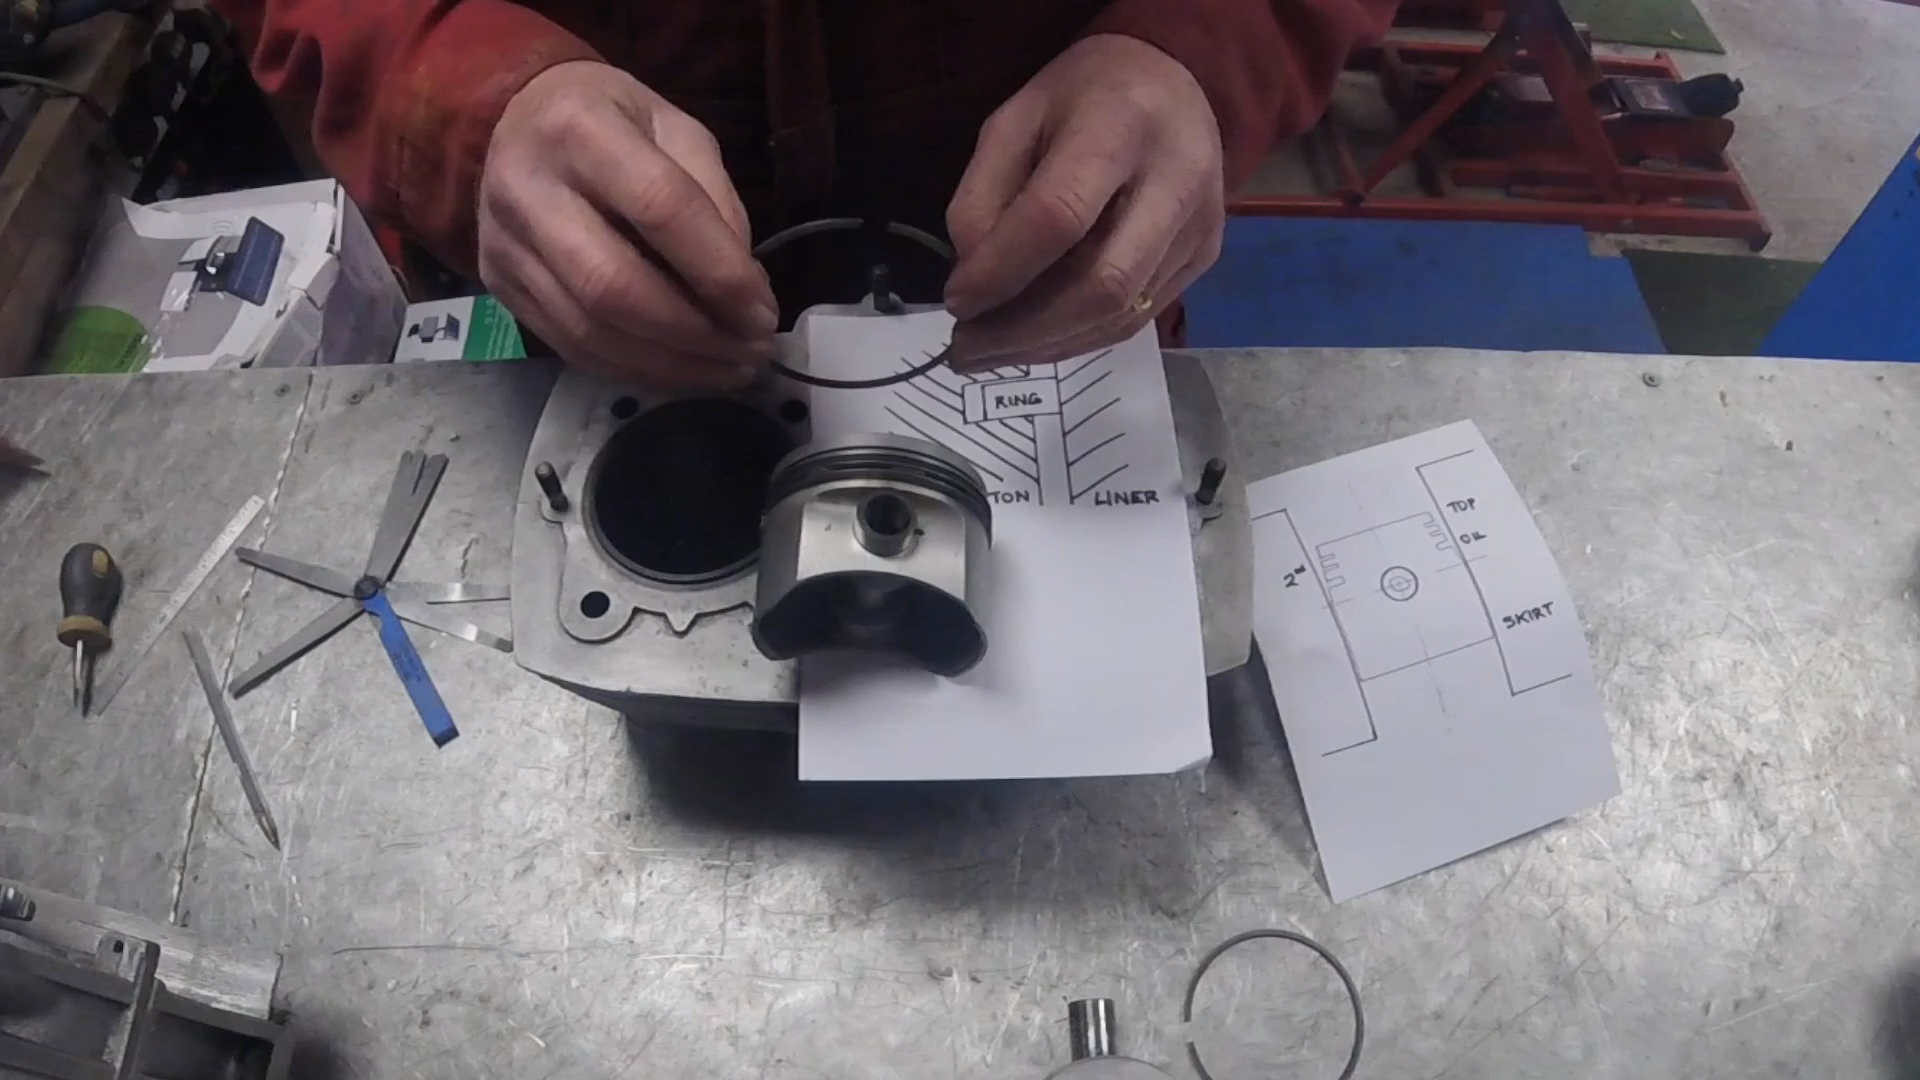 RING
TON LINER
TOP
OIL
2ⁿᵈ
SKIRT